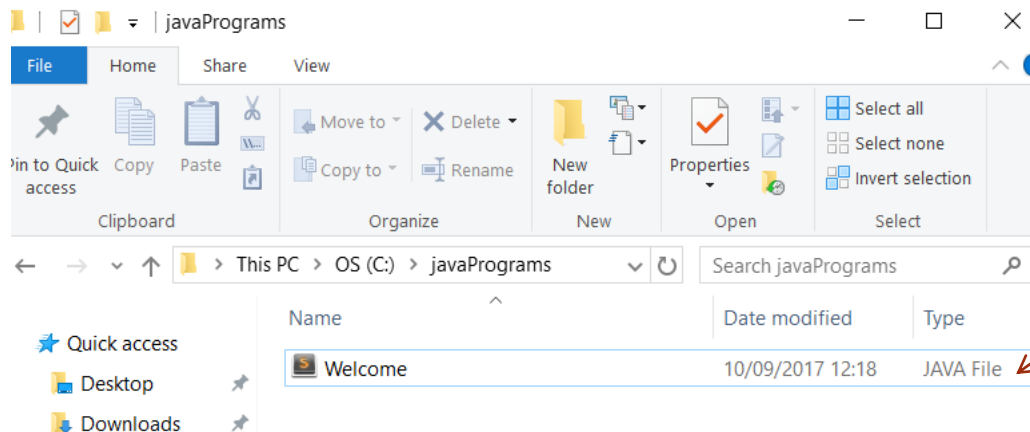 javaPrograms
File Home Share View
Move to Delete Select all
Select none
Pin to Quick access Copy Paste Copy to Rename New folder Properties Invert selection
Clipboard Organize New Open Select
This PC > OS (C:) > javaPrograms Search javaPrograms
Name Date modified Type
Quick access
Welcome 10/09/2017 12:18 JAVA File
Desktop
Downloads